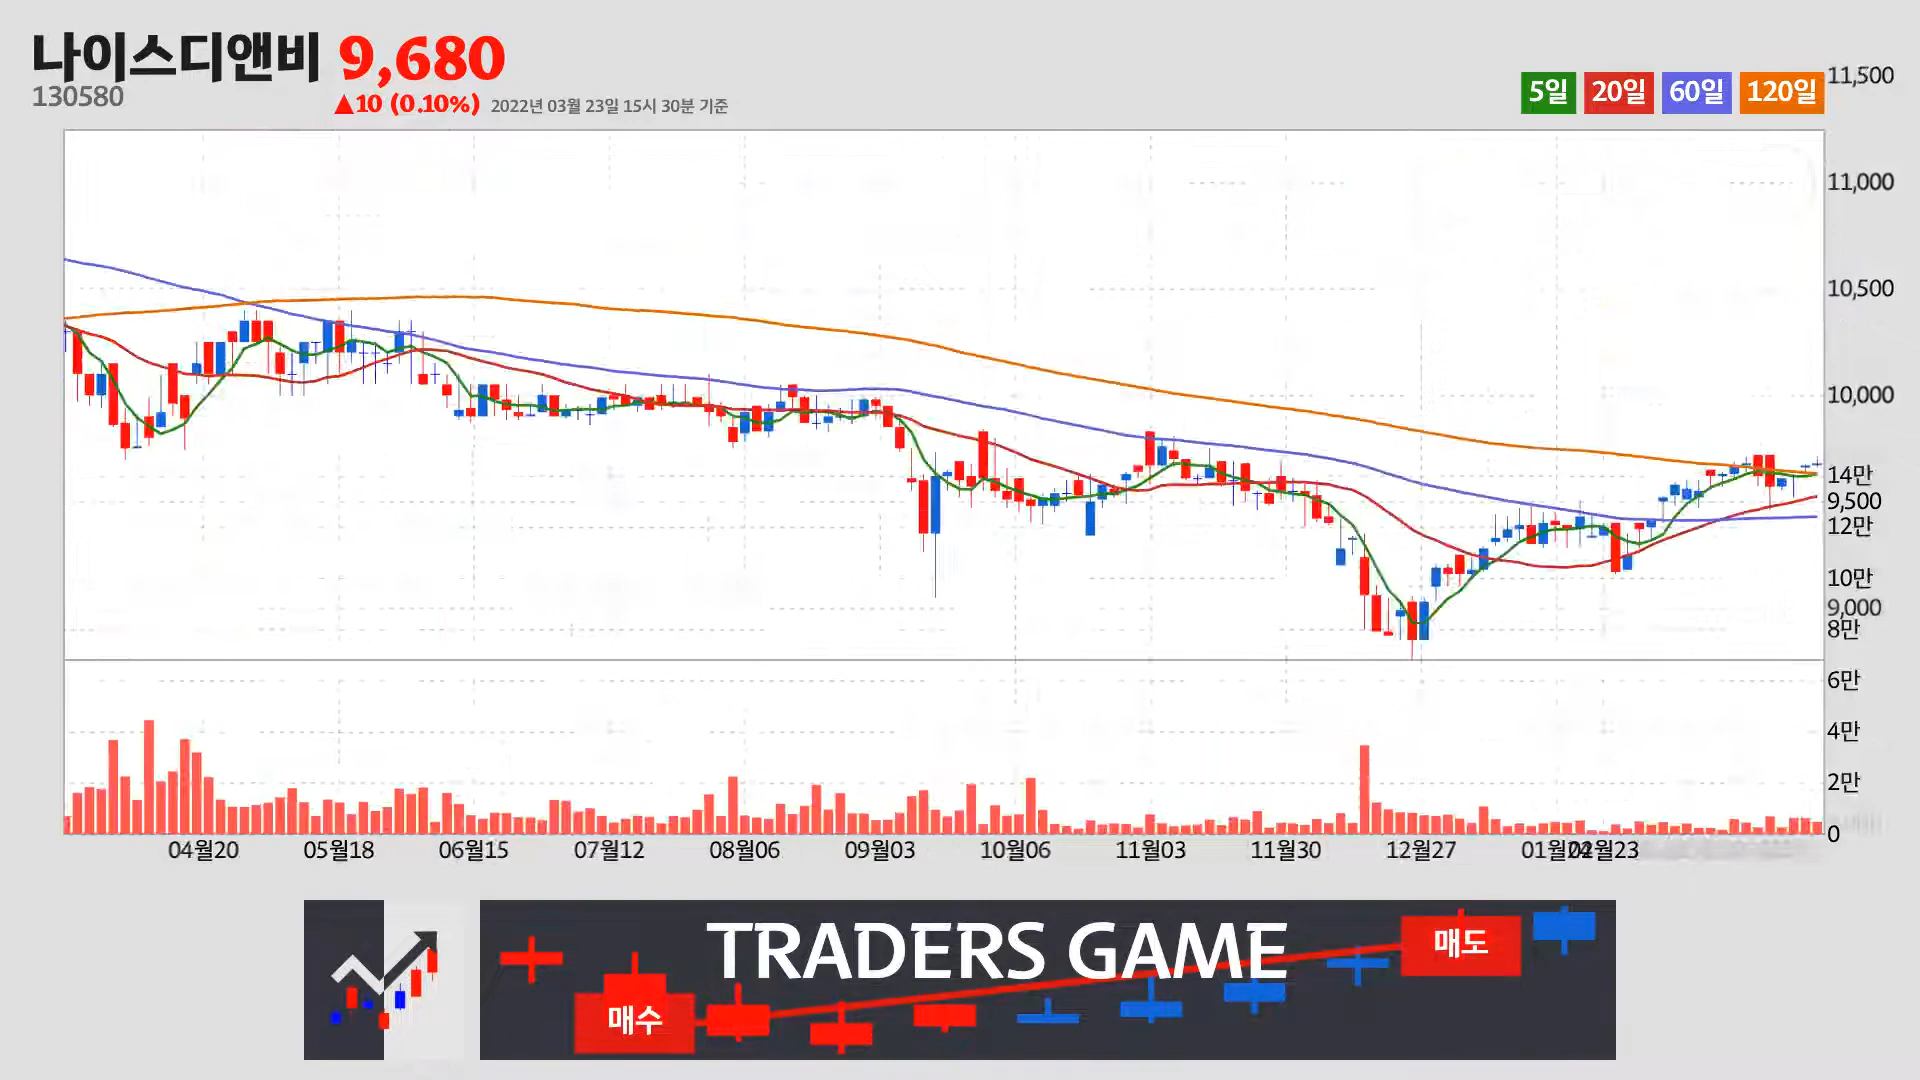 나이스디앤비 9,680
130580
▲10 (0.10%) 2022년 03월 23일 15시 30분 기준
5일 20일 60일 120일
11,500
11,000
10,500
10,000
14만
9,500
12만
10만
9,000
8만
6만
4만
2만
0
04월20 05월18 06월15 07월12 08월06 09월03 10월06 11월03 11월30 12월27
TRADERS GAME
매수
매도